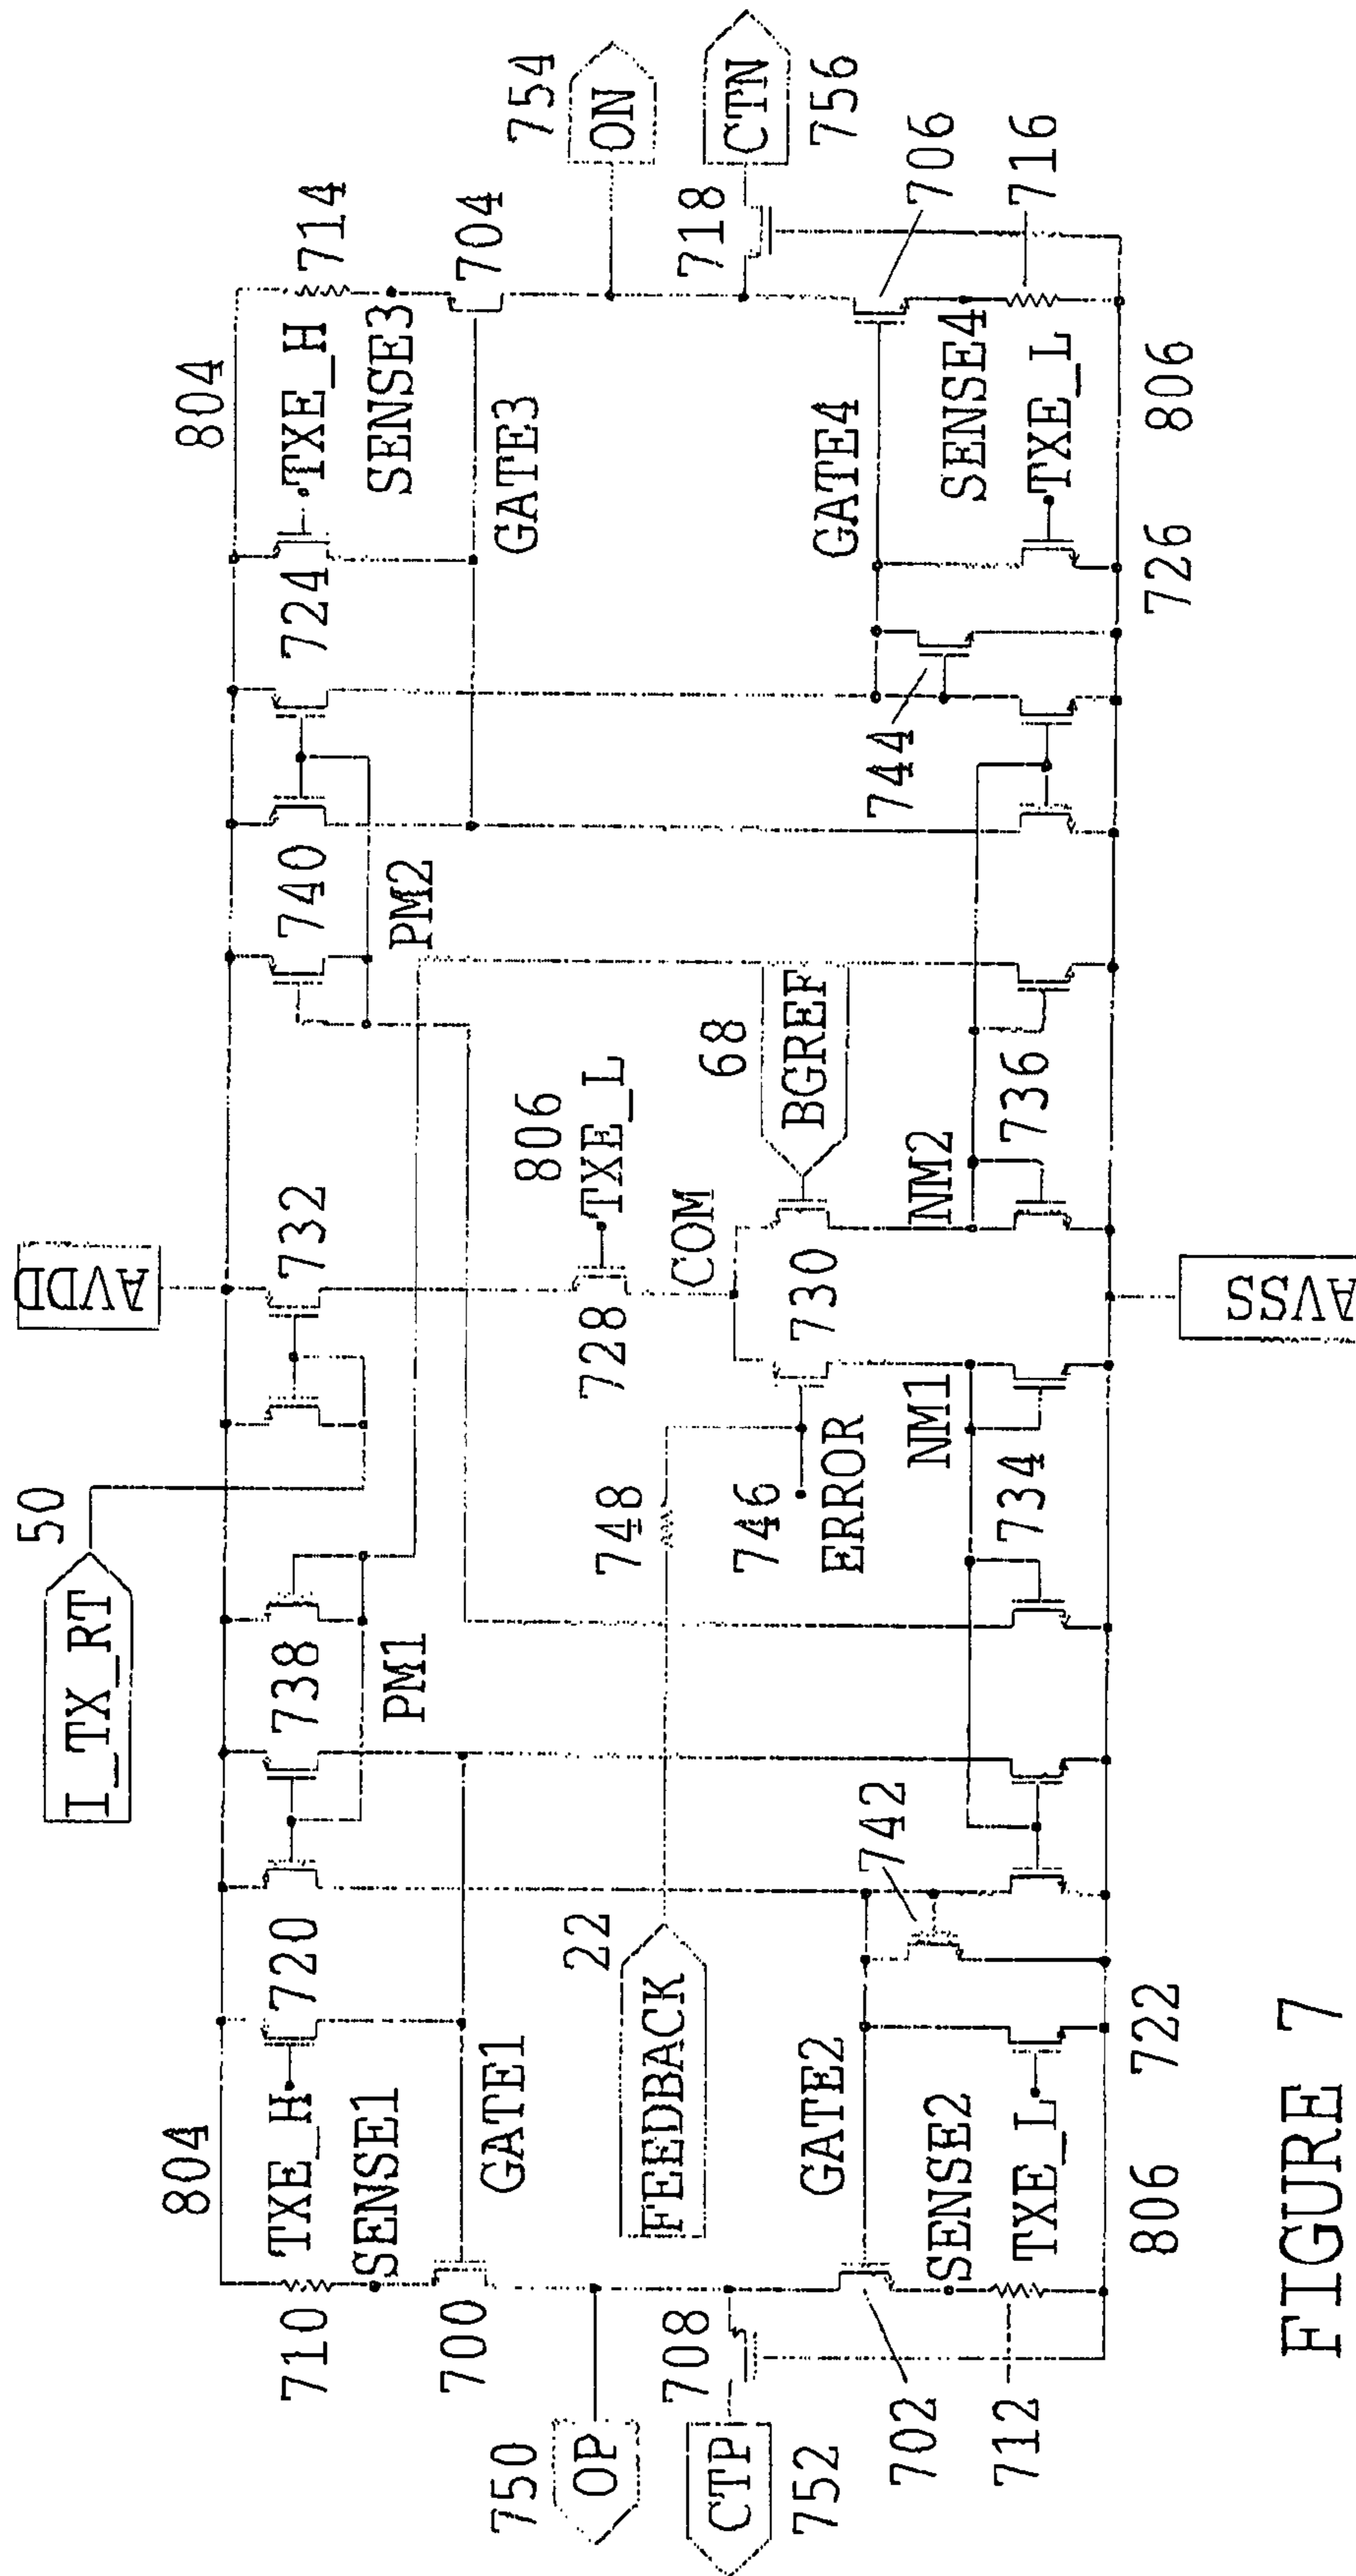 I_TX_RT
50
AVDD
804
710
TXE_H
720
738
732
740
724
TXE_H
804
714
SENSE1
PM1
PM2
SENSE3
700
GATE1
GATE3
704
750
OP
22
FEEDBACK
748
728
806
TXE_L
754
ON
708
CTP
752
746
ERROR
COM
730
68
BGREF
718
CTN
756
702
GATE2
742
NM1
NM2
744
GATE4
706
712
SENSE2
TXE_L
734
736
SENSE4
TXE_L
716
806
722
AVSS
726
806
FIGURE 7